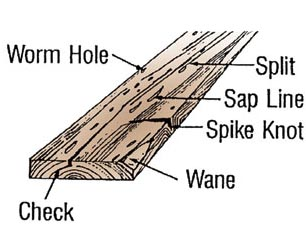 Worm Hole
Split
Sap Line
Spike Knot
Wane
Check